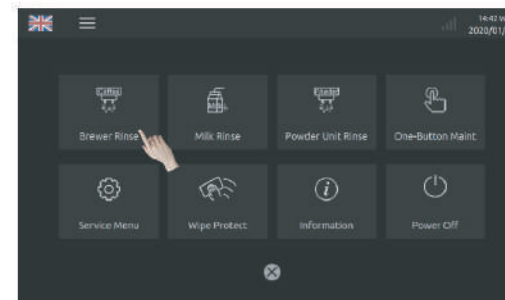 14:42
2020/01/
Coffee
Powder
Brewer Rinse
Milk Rinse
Powder Unit Rinse
One-Button Maint
Service Menu
Wipe Protect
Information
Power Off